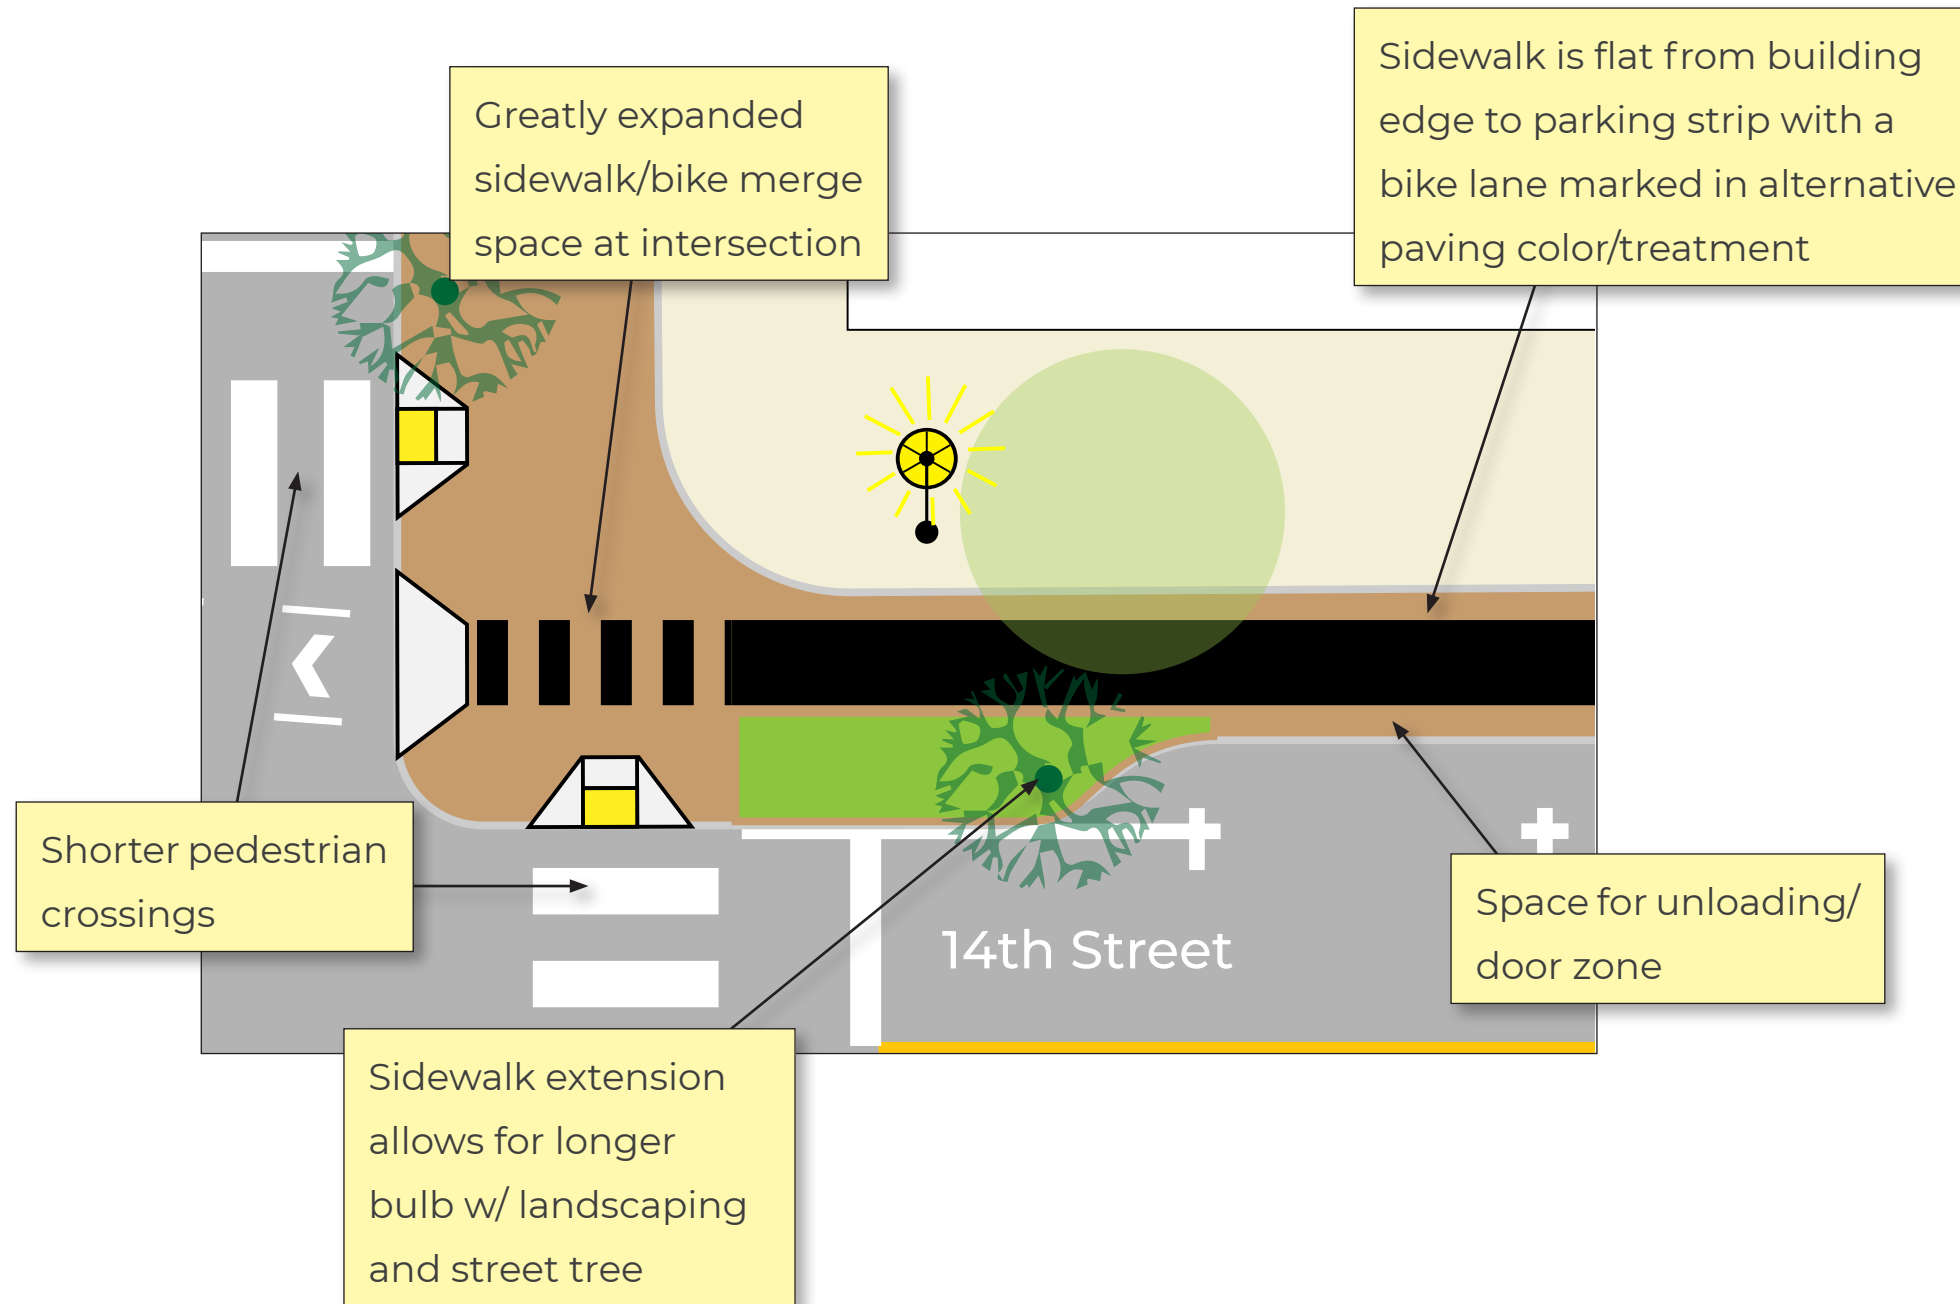 Greatly expanded
sidewalk/bike merge
space at intersection
Sidewalk is flat from building
edge to parking strip with a
bike lane marked in alternative
paving color/treatment
Shorter pedestrian
crossings
14th Street
Space for unloading/
door zone
Sidewalk extension
allows for longer
bulb w/ landscaping
and street tree